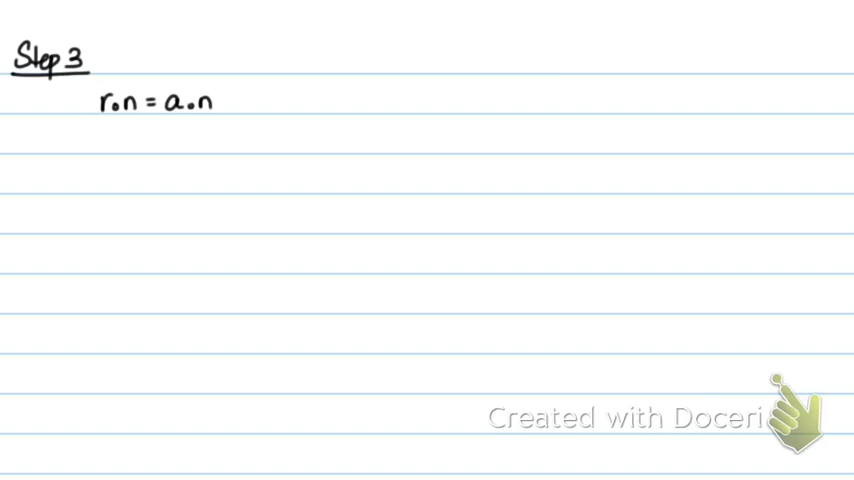 Step 3
r.n = a.n
Created with Doceri